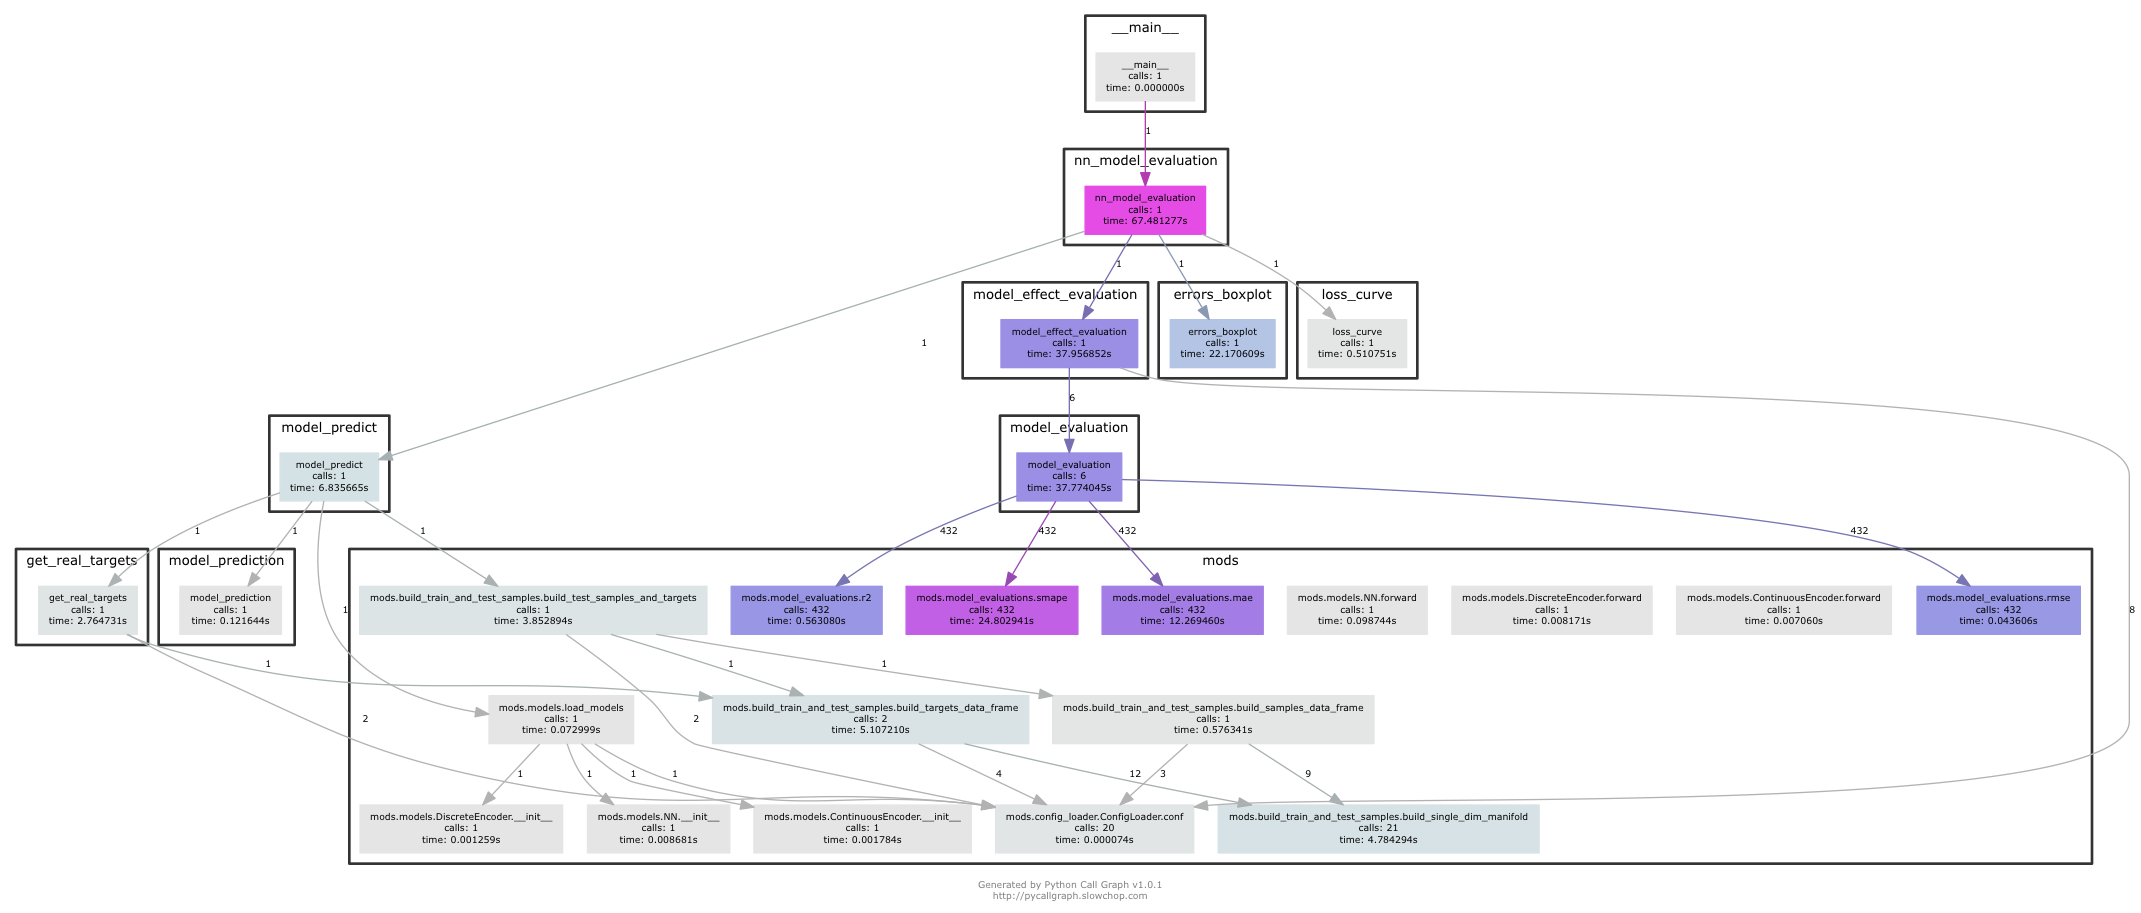 __main__
__main__
calls: 1
time: 0.000000s
1
nn_model_evaluation
nn_model_evaluation
calls: 1
time: 67.481277s
1
1
1
1
model_effect_evaluation
model_effect_evaluation
calls: 1
time: 37.956852s
errors_boxplot
errors_boxplot
calls: 1
time: 22.170609s
loss_curve
loss_curve
calls: 1
time: 0.510751s
6
8
model_predict
model_predict
calls: 1
time: 6.835665s
model_evaluation
model_evaluation
calls: 6
time: 37.774045s
1
1
1
1
432
432
432
432
get_real_targets
get_real_targets
calls: 1
time: 2.764731s
model_prediction
model_prediction
calls: 1
time: 0.121644s
mods
mods.build_train_and_test_samples.build_test_samples_and_targets
calls: 1
time: 3.852894s
mods.model_evaluations.r2
calls: 432
time: 0.563080s
mods.model_evaluations.smape
calls: 432
time: 24.802941s
mods.model_evaluations.mae
calls: 432
time: 12.269460s
mods.models.NN.forward
calls: 1
time: 0.098744s
mods.models.DiscreteEncoder.forward
calls: 1
time: 0.008171s
mods.models.ContinuousEncoder.forward
calls: 1
time: 0.007060s
mods.model_evaluations.rmse
calls: 432
time: 0.043606s
1
1
1
2
2
mods.models.load_models
calls: 1
time: 0.072999s
mods.build_train_and_test_samples.build_targets_data_frame
calls: 2
time: 5.107210s
mods.build_train_and_test_samples.build_samples_data_frame
calls: 1
time: 0.576341s
1
1
1
1
4
12
3
9
mods.models.DiscreteEncoder.__init__
calls: 1
time: 0.001259s
mods.models.NN.__init__
calls: 1
time: 0.008681s
mods.models.ContinuousEncoder.__init__
calls: 1
time: 0.001784s
mods.config_loader.ConfigLoader.conf
calls: 20
time: 0.000074s
mods.build_train_and_test_samples.build_single_dim_manifold
calls: 21
time: 4.784294s
Generated by Python Call Graph v1.0.1
http://pycallgraph.slowchop.com